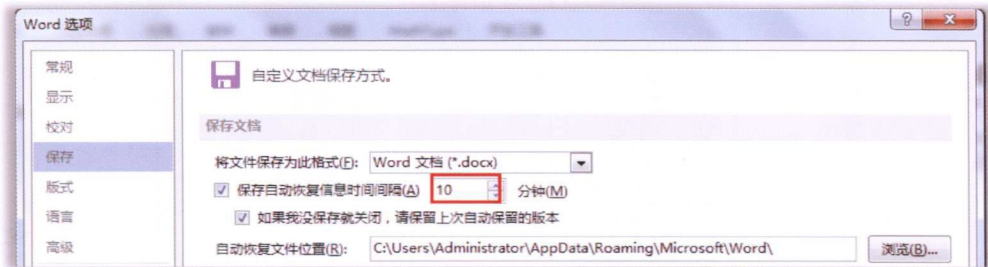 Word 选项
常规
显示
校对
保存
版式
语言
高级
自定义文档保存方式。
保存文档
将文件保存为此格式(F): Word 文档 (*.docx)
保存自动恢复信息时间间隔(A) 10 分钟(M)
如果我没保存就关闭，请保留上次自动保留的版本
自动恢复文件位置(R): C:\Users\Administrator\AppData\Roaming\Microsoft\Word\ 浏览(B)...